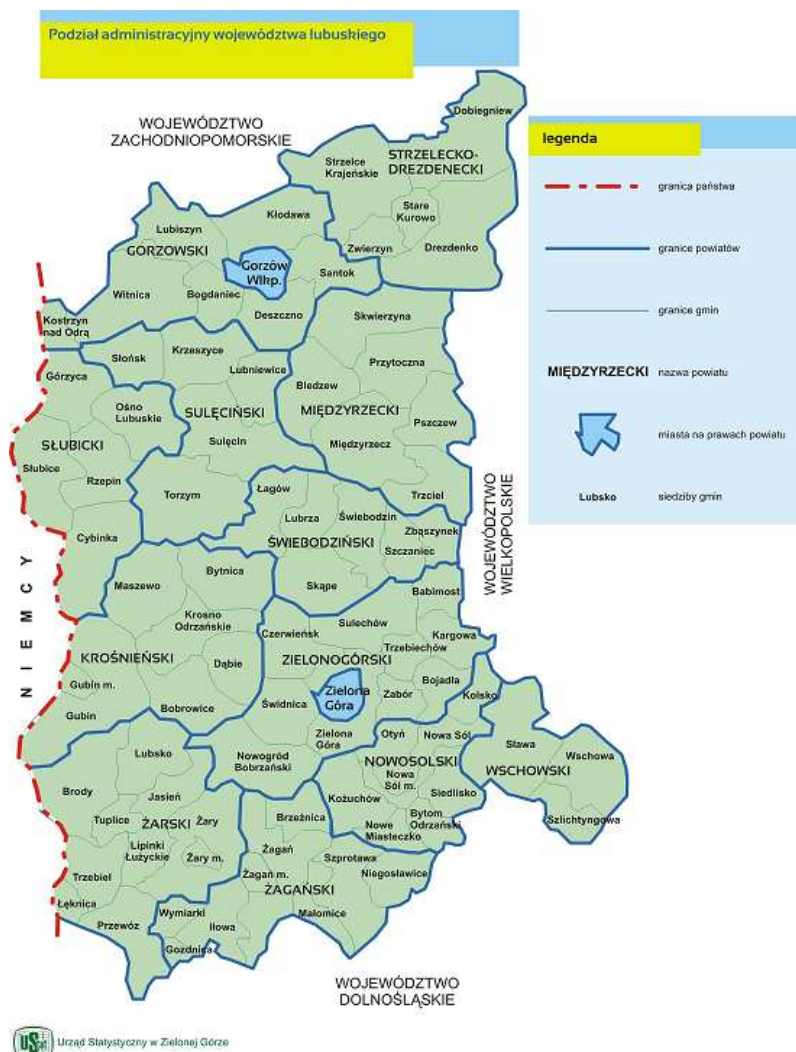 Podział administracyjny województwa lubuskiego
WOJEWÓDZTWO
ZACHODNIOPOMORSKIE
legenda
granica państwa
granice powiatów
granice gmin
MIĘDZYRZECKI
nazwa powiatu
miasta na prawach powiatu
Lubsko
siedziby gmin
Dobiegniew
STRZELECKO-
DREZDENECKI
Strzelce
Krajeńskie
Stare
Kurowo
Zwierzyn
Drezdenko
Kłodawa
Lubiszyn
GORZOWSKI
Gorzów
Wlkp.
Santok
Witnica
Bogdaniec
Deszczno
Kostrzyn
nad Odrą
Skwierzyna
Słońsk
Krzeszyce
Lubniewice
Przytoczna
Bledzew
Górzyca
Ośno
Lubuskie
SULĘCIŃSKI
MIĘDZYRZECKI
Pszczew
SŁUBICKI
Sulęcin
Międzyrzecz
Słubice
Rzepin
Torzym
Trzciel
Łagów
Lubrza
Świebodzin
Zbąszynek
Cybinka
ŚWIEBODZIŃSKI
Szczaniec
WOJEWÓDZTWO
WIELKOPOLSKIE
NIEMCY
Maszewo
Bytnica
Skąpe
Babimost
Krosno
Odrzańskie
Czerwieńsk
Sulechów
Kargowa
Trzebiechów
KROŚNIEŃSKI
Dąbie
ZIELONOGÓRSKI
Bojadła
Kolsko
Gubin m.
Świdnica
Zielona
Góra
Zabór
Gubin
Bobrowice
Zielona
Góra
Otyń
Nowa Sól
Sława
Wschowa
Lubsko
Nowogród
Bobrzański
NOWOSOLSKI
Nowa
Sól m.
WSCHOWSKI
Brody
Jasień
Kożuchów
Siedlisko
Tuplice
ŻARSKI
Żary
Brzeźnica
Bytom
Odrzański
Szlichtyngowa
Nowe
Miasteczko
Lipinki
Łużyckie
Żary m.
Żagań
Szprotawa
Trzebiel
Żagań m.
Niegosławice
ŻAGAŃSKI
Łęknica
Wymiarki
Małomice
Przewóz
Iłowa
Gozdnica
WOJEWÓDZTWO
DOLNOŚLĄSKIE
US
Urząd Statystyczny w Zielonej Górze